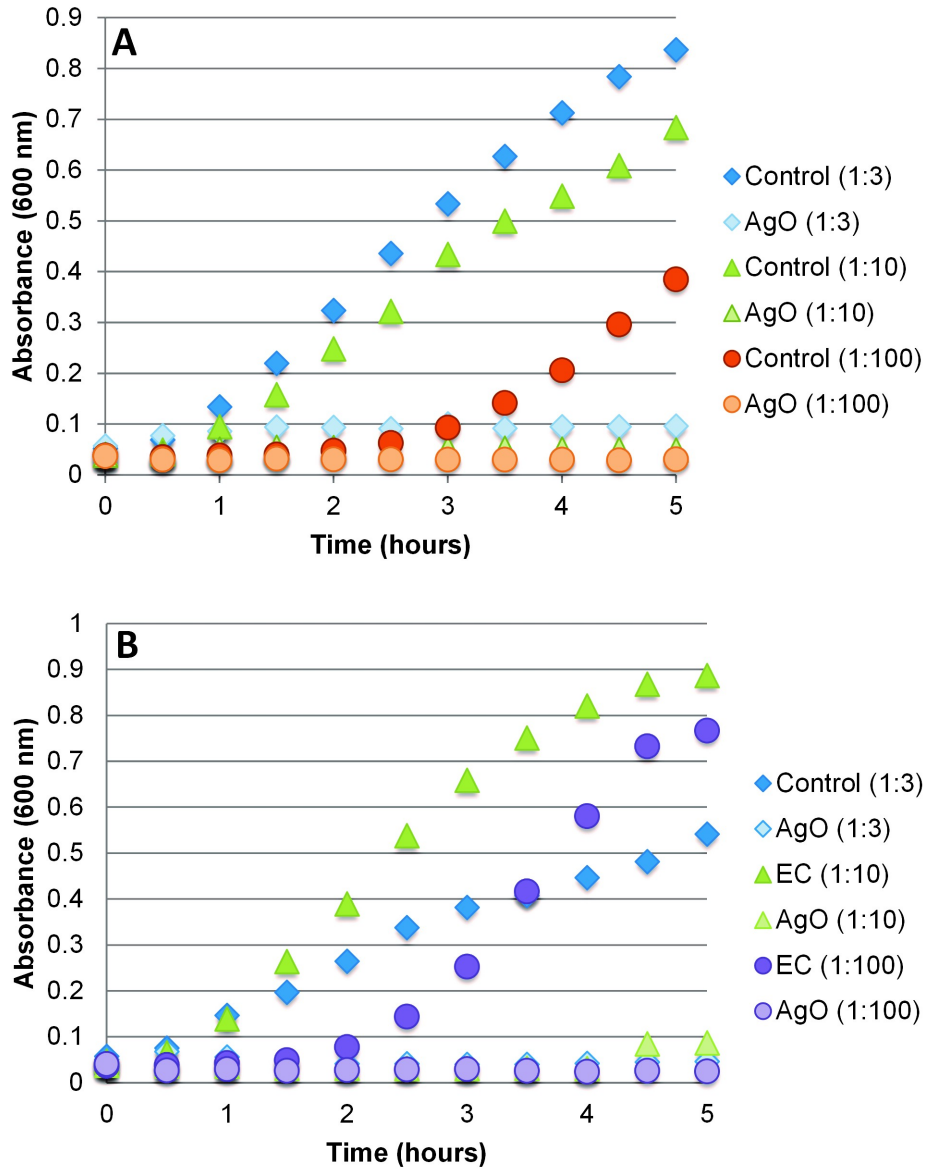 A
0.9
0.8
0.7
0.6
0.5
0.4
0.3
0.2
0.1
0
Absorbance (600 nm)
0 1 2 3 4 5
Time (hours)
Control (1:3)
AgO (1:3)
Control (1:10)
AgO (1:10)
Control (1:100)
AgO (1:100)
B
1
0.9
0.8
0.7
0.6
0.5
0.4
0.3
0.2
0.1
0
Absorbance (600 nm)
0 1 2 3 4 5
Time (hours)
Control (1:3)
AgO (1:3)
EC (1:10)
AgO (1:10)
EC (1:100)
AgO (1:100)